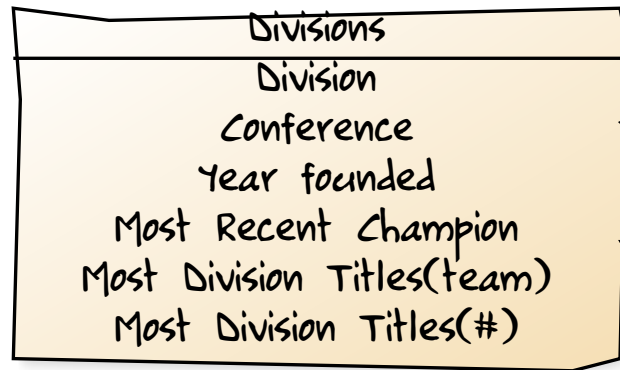 Divisions
Division
Conference
Year founded
Most Recent Champion
Most Division Titles(team)
Most Division Titles(#)